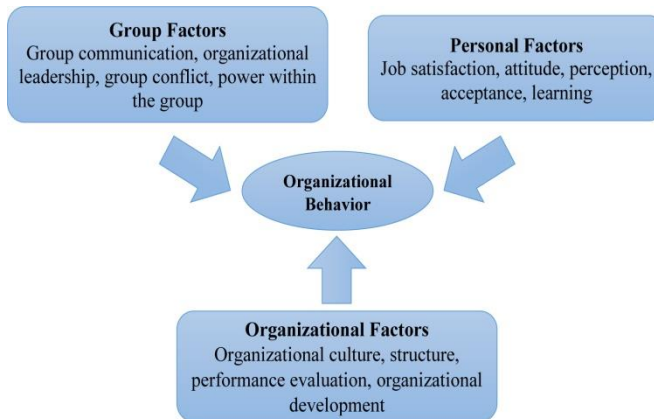 Group Factors
Group communication, organizational
leadership, group conflict, power within
the group
Personal Factors
Job satisfaction, attitude, perception,
acceptance, learning
Organizational
Behavior
Organizational Factors
Organizational culture, structure,
performance evaluation, organizational
development